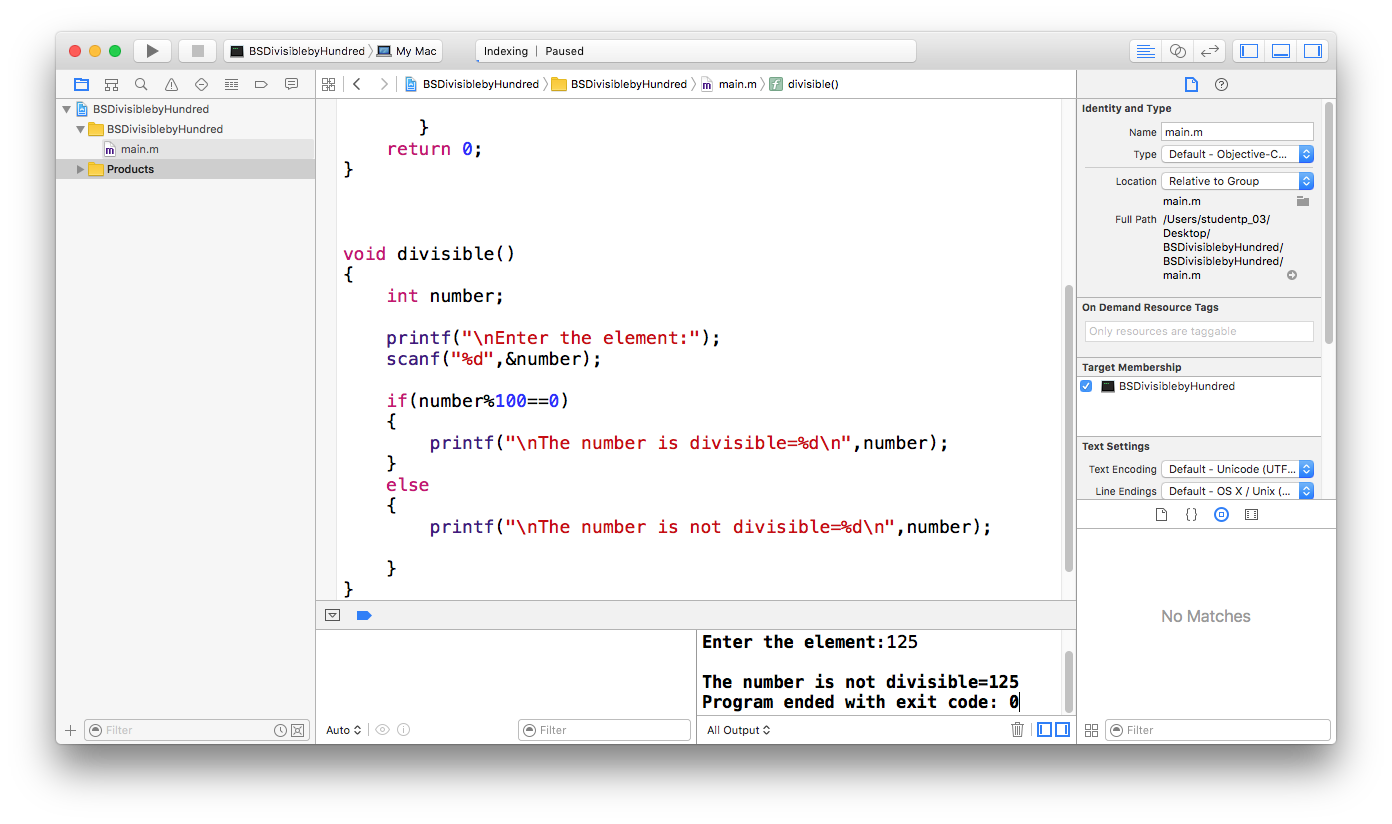 BSDivisiblebyHundred
My Mac
Indexing | Paused
BSDivisiblebyHundred
BSDivisiblebyHundred
main.m
divisible()
BSDivisiblebyHundred
BSDivisiblebyHundred
main.m
Products
Filter
}
return 0;
}
void divisible()
{
int number;
printf("\nEnter the element:");
scanf("%d",&number);
if(number%100==0)
{
printf("\nThe number is divisible=%d\n",number);
}
else
{
printf("\nThe number is not divisible=%d\n",number);
}
}
Auto
Filter
Enter the element:125
The number is not divisible=125
Program ended with exit code: 0
All Output
Identity and Type
Name main.m
Type Default - Objective-C...
Location Relative to Group
main.m
Full Path /Users/studentp_03/
Desktop/
BSDivisiblebyHundred/
BSDivisiblebyHundred/
main.m
On Demand Resource Tags
Only resources are taggable
Target Membership
BSDivisiblebyHundred
Text Settings
Text Encoding Default - Unicode (UTF...
Line Endings Default - OS X / Unix (...
No Matches
Filter